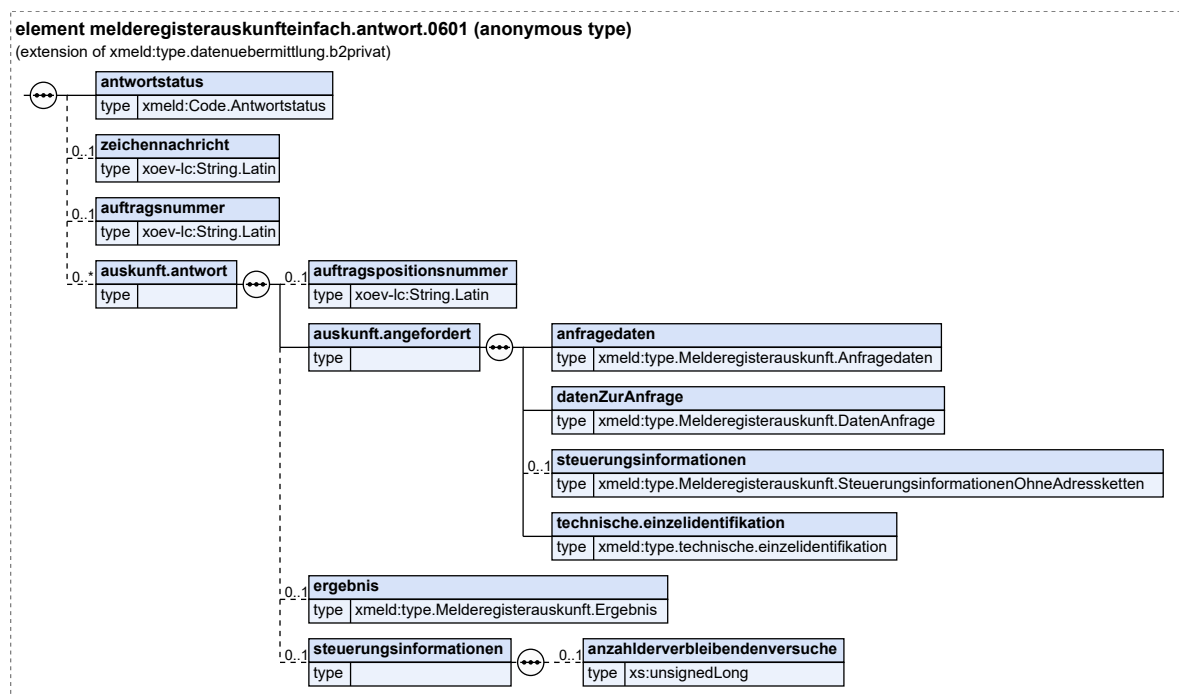 element melderegisterauskunfteinfach.antwort.0601 (anonymous type)
(extension of xmeld:type.datenuebermittlung.b2privat)
antwortstatus
type xmeld:Code.Antwortstatus
0..1 zeichennachricht
type xoev-lc:String.Latin
0..1 auftragsnummer
type xoev-lc:String.Latin
0..* auskunft.antwort
type
0..1 auftragspositionsnummer
type xoev-lc:String.Latin
auskunft.angefordert
type
anfragedaten
type xmeld:type.Melderegisterauskunft.Anfragedaten
datenZurAnfrage
type xmeld:type.Melderegisterauskunft.DatenAnfrage
0..1 steuerungsinformationen
type xmeld:type.Melderegisterauskunft.SteuerungsinformationenOhneAdressketten
technische.einzelidentifikation
type xmeld:type.technische.einzelidentifikation
0..1 ergebnis
type xmeld:type.Melderegisterauskunft.Ergebnis
0..1 steuerungsinformationen
type
0..1 anzahlderverbleibendenversuche
type xs:unsignedLong